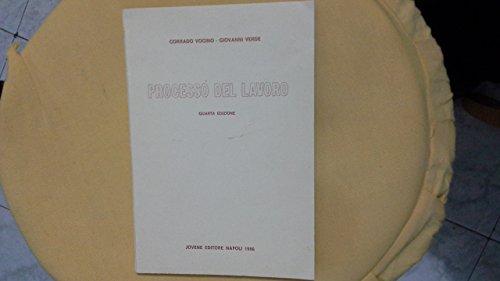 CORRADO VOCINO - GIOVANNI VERDE
PROCESSO DEL LAVORO
QUARTA EDIZIONE
JOVENE EDITORE NAPOLI 1986